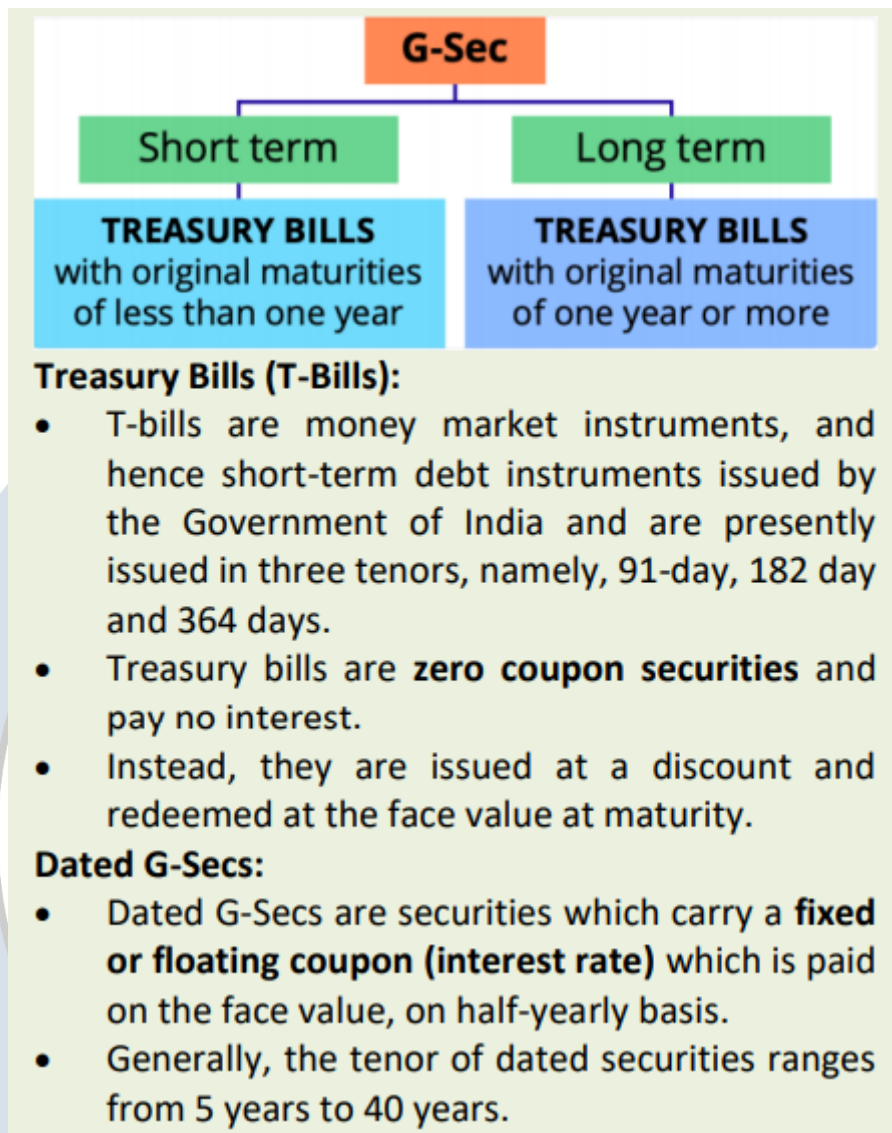 G-Sec
Short term
Long term
TREASURY BILLS
with original maturities
of less than one year
TREASURY BILLS
with original maturities
of one year or more
Treasury Bills (T-Bills):
• T-bills are money market instruments, and
hence short-term debt instruments issued by
the Government of India and are presently
issued in three tenors, namely, 91-day, 182 day
and 364 days.
• Treasury bills are zero coupon securities and
pay no interest.
• Instead, they are issued at a discount and
redeemed at the face value at maturity.
Dated G-Secs:
• Dated G-Secs are securities which carry a fixed
or floating coupon (interest rate) which is paid
on the face value, on half-yearly basis.
• Generally, the tenor of dated securities ranges
from 5 years to 40 years.